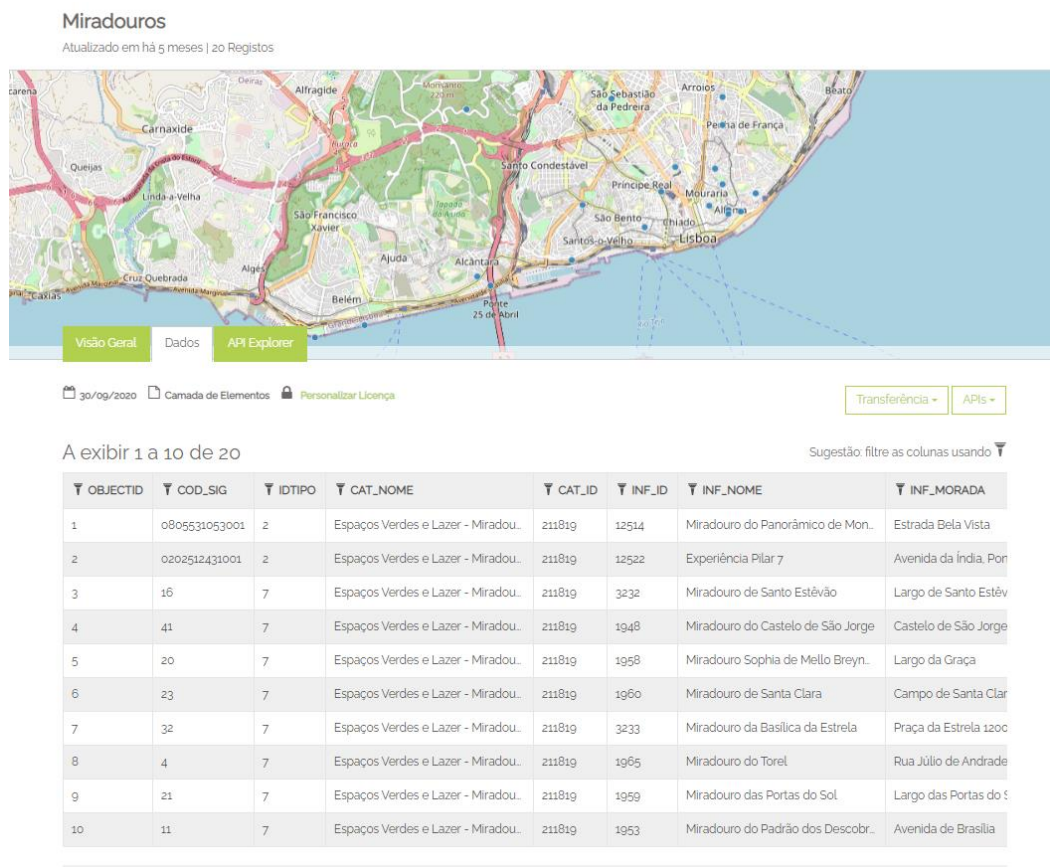 Miradouros
Atualizado em há 5 meses | 20 Registos
carena
Oeiras
Alfragide
Monsanto
220 m
São Sebastião
da Pedreira
Arroios
Beato
Carnaxide
Buraca
99
Penha de França
Queijas
Santo Condestável
Linda-a-Velha
Príncipe Real
Mouraria
São Francisco
Xavier
Tapada
da Ajuda
Alfama
São Bento
Chiado
Santos-o-Velho
Lisboa
Ajuda
Alcântara
Algés
Cruz Quebrada
Avenida Marginal
Caxias
Belém
Ponte
25 de Abril
Visão Geral Dados API Explorer
30/09/2020 Camada de Elementos Personalizar Licença
Transferência APIs
A exibir 1 a 10 de 20
Sugestão: filtre as colunas usando
OBJECTID COD_SIG IDTIPO CAT_NOME CAT_ID INF_ID INF_NOME INF_MORADA
1 0805531053001 2 Espaços Verdes e Lazer - Miradou... 211819 12514 Miradouro do Panorâmico de Mon... Estrada Bela Vista
2 0202512431001 2 Espaços Verdes e Lazer - Miradou... 211819 12522 Experiência Pilar 7 Avenida da Índia, Pon
3 16 7 Espaços Verdes e Lazer - Miradou... 211819 3232 Miradouro de Santo Estêvão Largo de Santo Estêv
4 41 7 Espaços Verdes e Lazer - Miradou... 211819 1948 Miradouro do Castelo de São Jorge Castelo de São Jorge
5 20 7 Espaços Verdes e Lazer - Miradou... 211819 1958 Miradouro Sophia de Mello Breyn... Largo da Graça
6 23 7 Espaços Verdes e Lazer - Miradou... 211819 1960 Miradouro de Santa Clara Campo de Santa Clar
7 32 7 Espaços Verdes e Lazer - Miradou... 211819 3233 Miradouro da Basílica da Estrela Praça da Estrela 1200
8 4 7 Espaços Verdes e Lazer - Miradou... 211819 1965 Miradouro do Torel Rua Júlio de Andrade
9 21 7 Espaços Verdes e Lazer - Miradou... 211819 1959 Miradouro das Portas do Sol Largo das Portas do S
10 11 7 Espaços Verdes e Lazer - Miradou... 211819 1953 Miradouro do Padrão dos Descobr... Avenida de Brasília